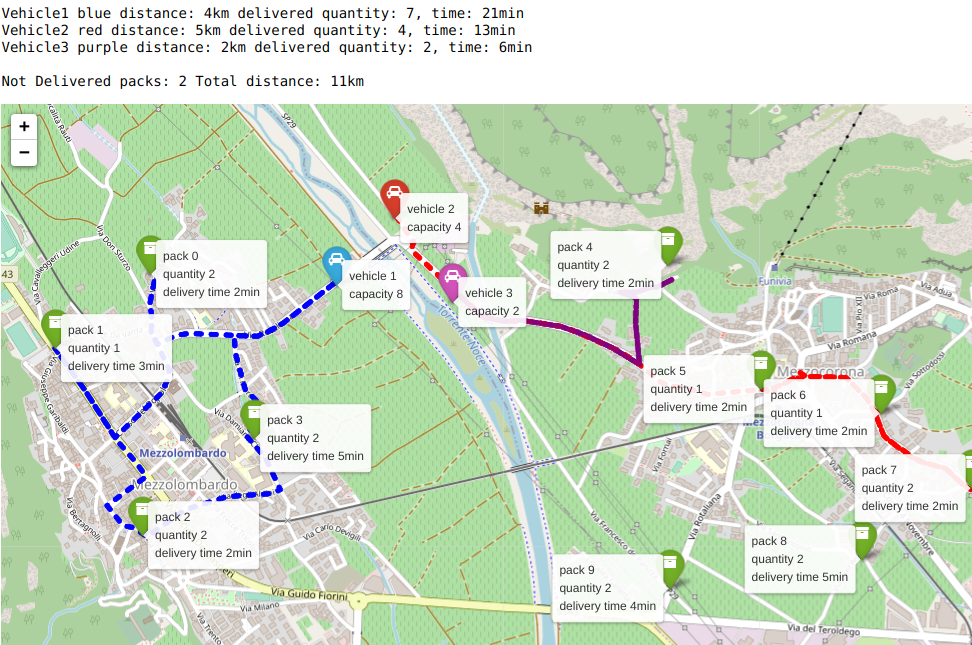 Vehicle1 blue distance: 4km delivered quantity: 7, time: 21min
Vehicle2 red distance: 5km delivered quantity: 4, time: 13min
Vehicle3 purple distance: 2km delivered quantity: 2, time: 6min
Not Delivered packs: 2 Total distance: 11km
+
−
SP29
43
Via Don Sturzo
Cavalleggeri Udine
vehicle 2
capacity 4
pack 0
quantity 2
delivery time 2min
vehicle 1
capacity 8
vehicle 3
capacity 2
pack 4
quantity 2
delivery time 2min
Funivia
Via Roma
Via Adua
Via Pio XII
Via Romana
Via Sottodossi
pack 1
quantity 1
delivery time 3min
Torrente Noce
Via Giuseppe Garibaldi
Mezzocorona
pack 5
quantity 1
delivery time 2min
pack 6
quantity 1
delivery time 2min
pack 3
quantity 2
delivery time 5min
Mezzolombardo
Mezzolombardo
Via Fornai
pack 7
quantity 2
delivery time 2min
Via Bertagnolli
pack 2
quantity 2
delivery time 2min
Via Carlo Devigili
Via Rotaliana
pack 8
quantity 2
delivery time 5min
pack 9
quantity 2
delivery time 4min
Via Guido Fiorini
Via Milano
Via Trento
Via del Teroldego